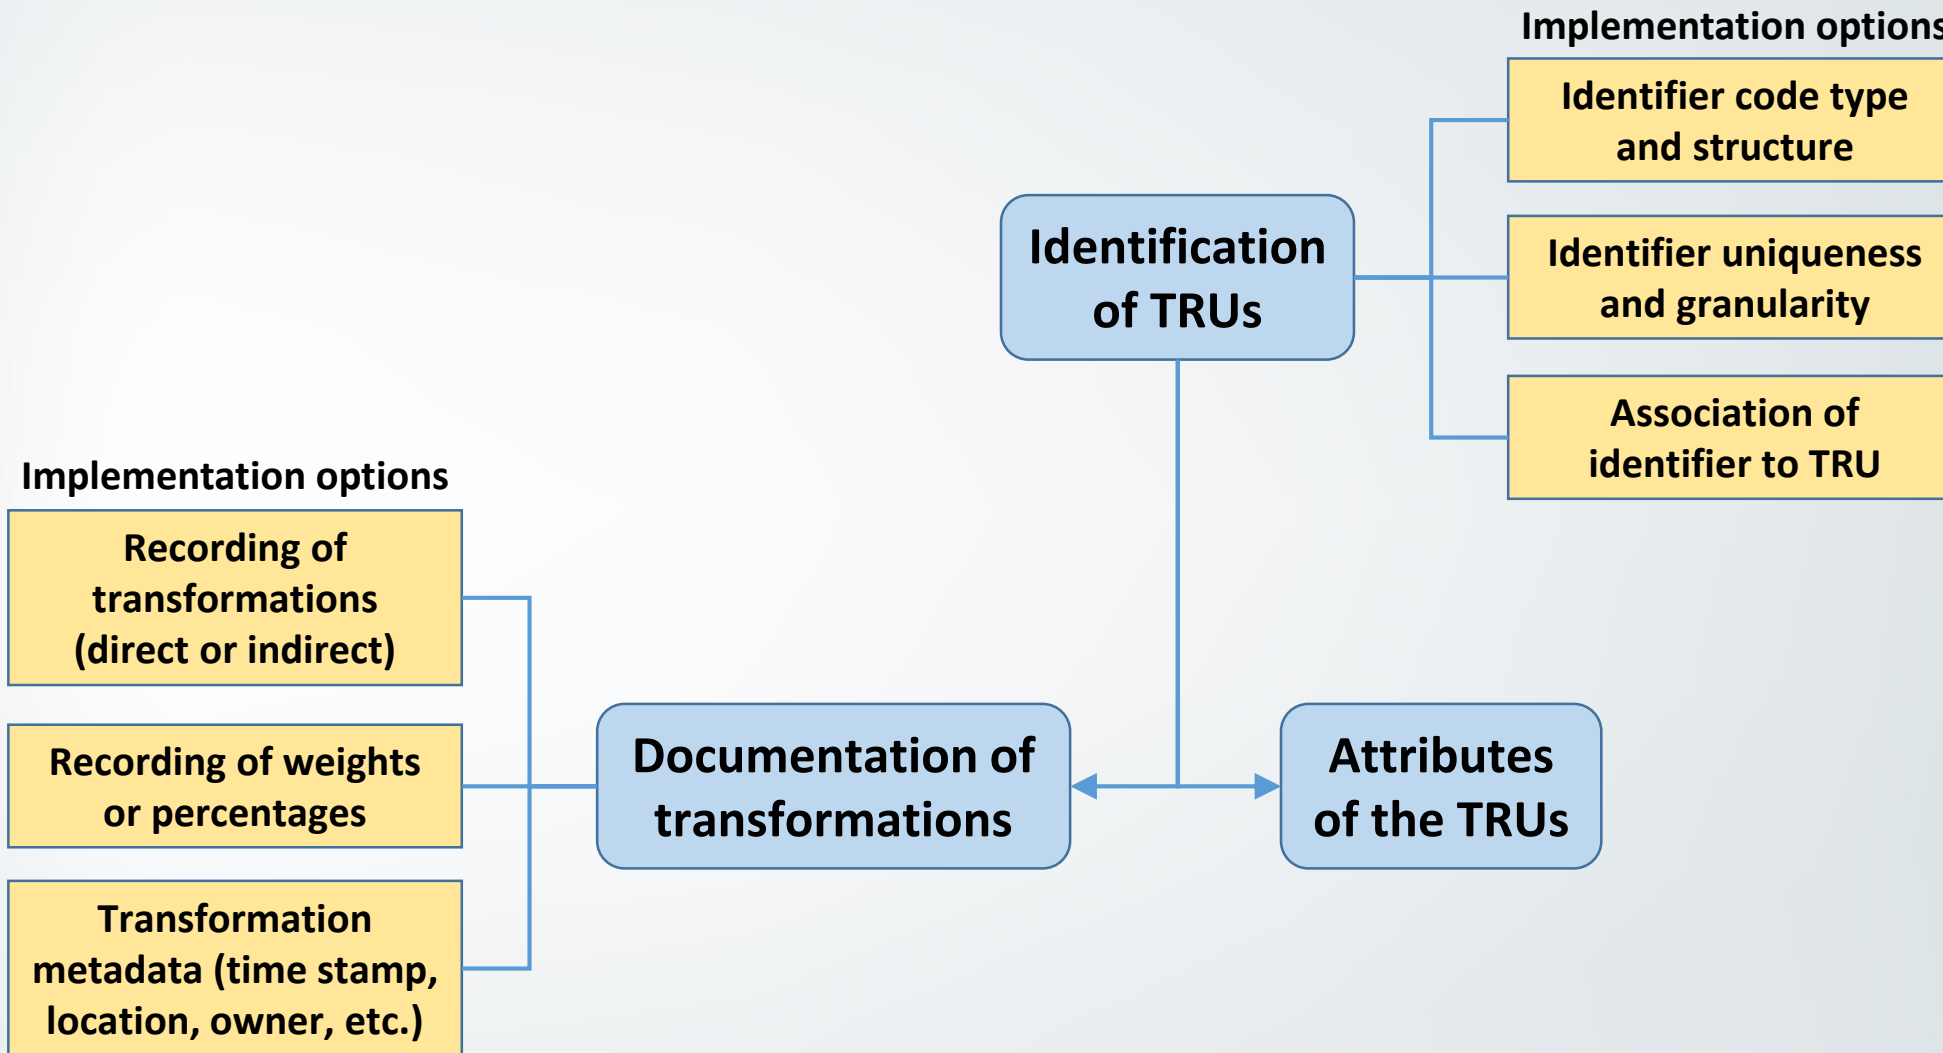 Implementation options
Identifier code type
and structure
Identifier uniqueness
and granularity
Association of
identifier to TRU
Identification
of TRUs
Implementation options
Recording of
transformations
(direct or indirect)
Recording of weights
or percentages
Transformation
metadata (time stamp,
location, owner, etc.)
Documentation of
transformations
Attributes
of the TRUs